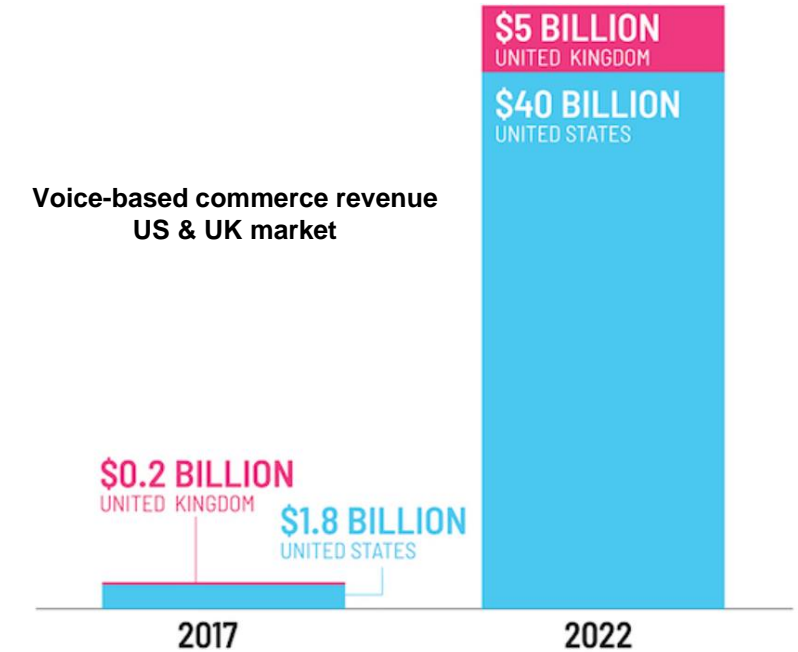 $5 BILLION
UNITED KINGDOM
$40 BILLION
UNITED STATES
Voice-based commerce revenue
US & UK market
$0.2 BILLION
UNITED KINGDOM
$1.8 BILLION
UNITED STATES
2017
2022